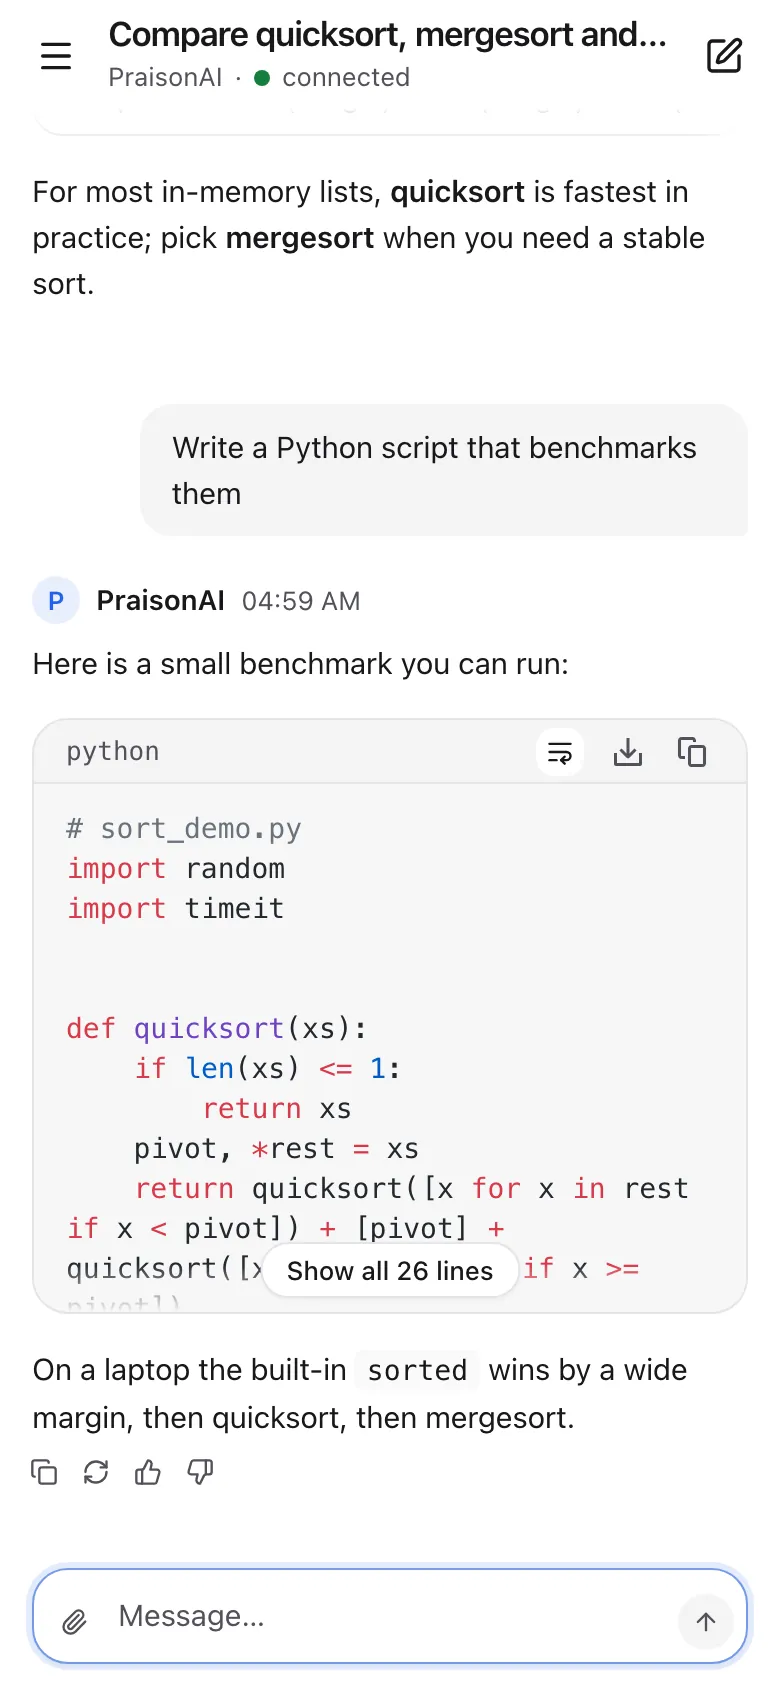 Compare quicksort, mergesort and...
PraisonAI · connected
For most in-memory lists, quicksort is fastest in
practice; pick mergesort when you need a stable
sort.
Write a Python script that benchmarks
them
P PraisonAI 04:59 AM
Here is a small benchmark you can run:
python
# sort_demo.py
import random
import timeit
def quicksort(xs):
    if len(xs) <= 1:
        return xs
    pivot, *rest = xs
    return quicksort([x for x in rest
if x < pivot]) + [pivot] +
quicksort([x Show all 26 lines if x >=
pivot])
On a laptop the built-in sorted wins by a wide
margin, then quicksort, then mergesort.
Message...